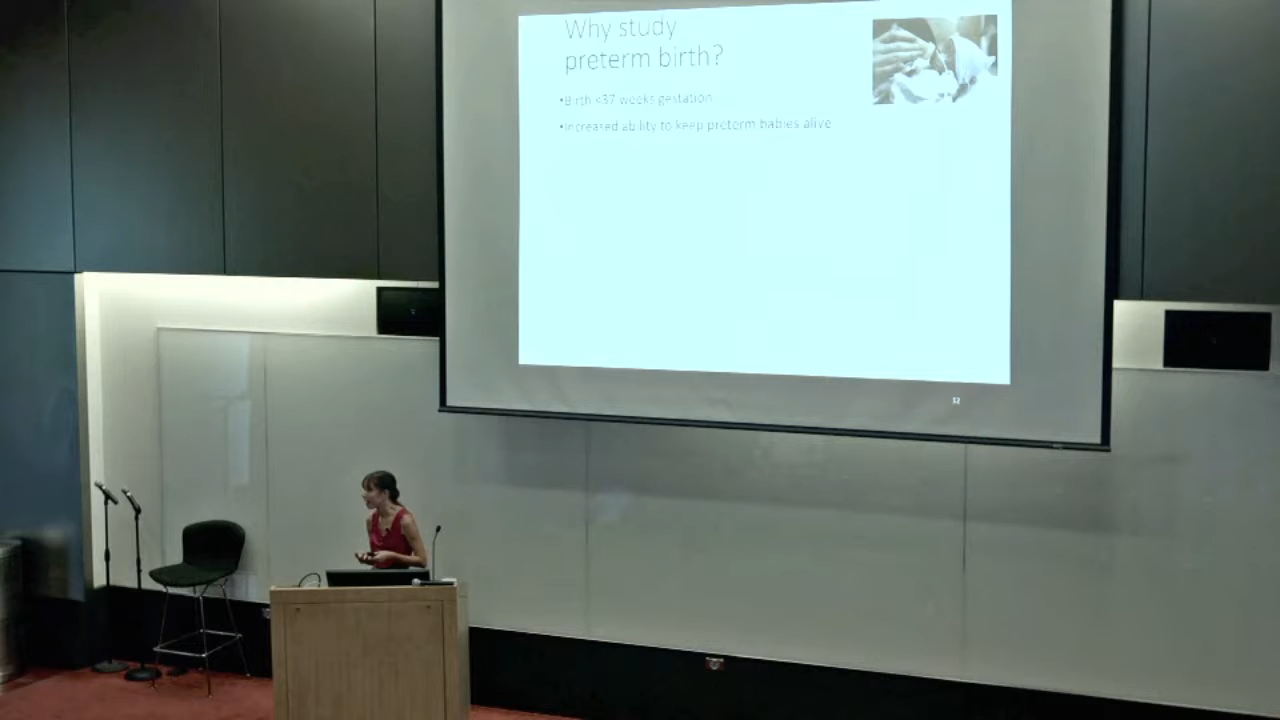 Why study
preterm birth?
•Birth <37 weeks gestation
•Increased ability to keep preterm babies alive
12